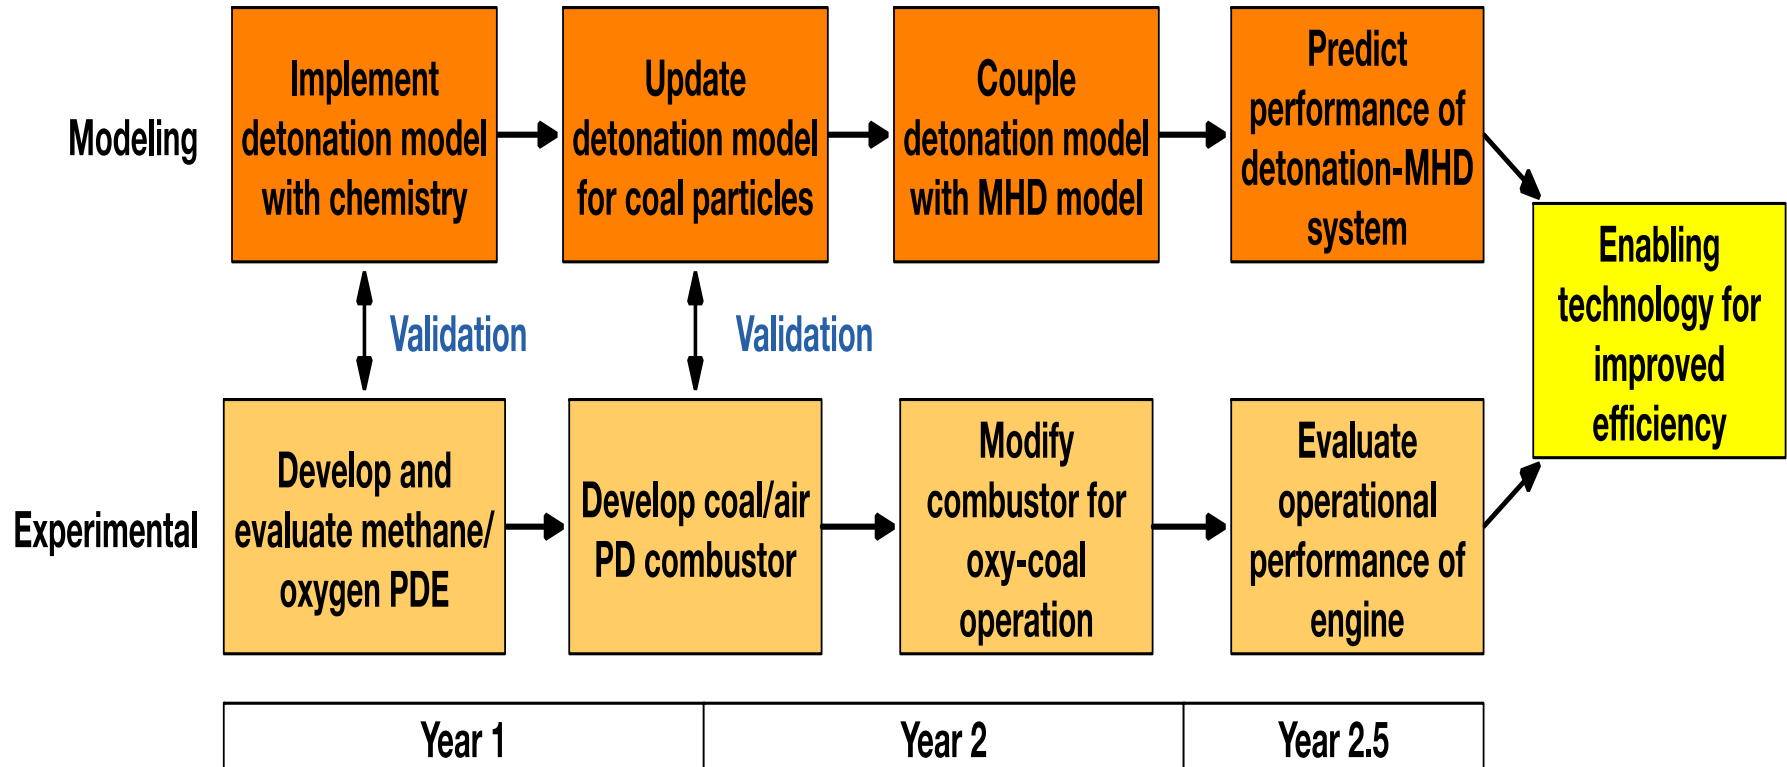 Modeling
Implement
detonation model
with chemistry
Update
detonation model
for coal particles
Couple
detonation model
with MHD model
Predict
performance of
detonation-MHD
system
Validation
Validation
Enabling
technology for
improved
efficiency
Experimental
Develop and
evaluate methane/
oxygen PDE
Develop coal/air
PD combustor
Modify
combustor for
oxy-coal
operation
Evaluate
operational
performance of
engine
Year 1
Year 2
Year 2.5